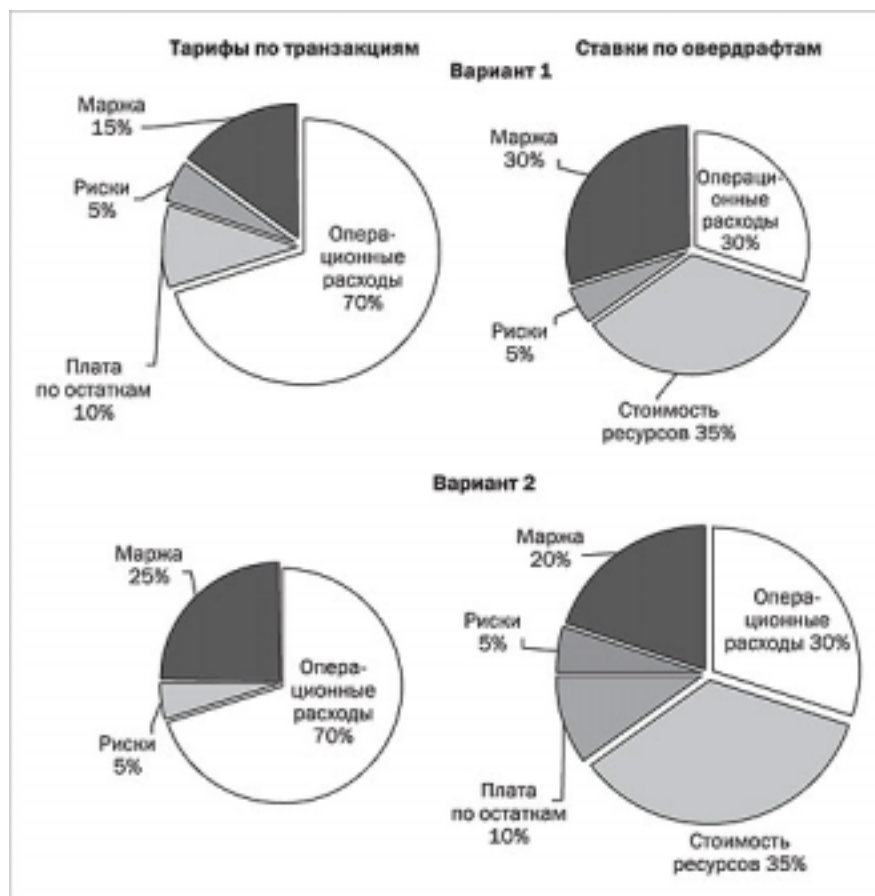 Тарифы по транзакциям
Ставки по овердрафтам
Вариант 1
Маржа
15%
Риски
5%
Плата
по остаткам
10%
Опера-
ционные
расходы
70%
Маржа
30%
Операци-
онные
расходы
30%
Риски
5%
Стоимость
ресурсов 35%
Вариант 2
Маржа
25%
Риски
5%
Опера-
ционные
расходы
70%
Маржа
20%
Риски
5%
Плата
по остаткам
10%
Опера-
ционные
расходы 30%
Стоимость
ресурсов 35%